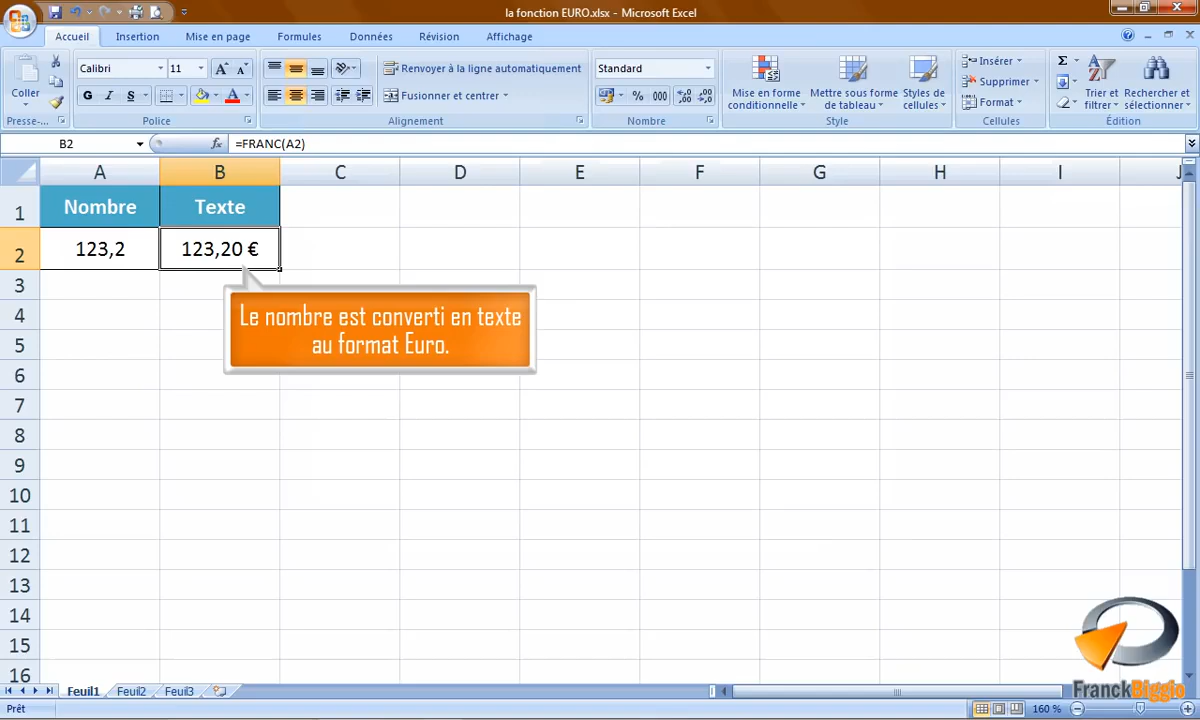 la fonction EURO.xlsx - Microsoft Excel
Accueil Insertion Mise en page Formules Données Révision Affichage
Coller
Calibri 11
Renvoyer à la ligne automatiquement
Standard
Mise en forme conditionnelle
Mettre sous forme de tableau
Styles de cellules
Insérer
Supprimer
Format
Trier et filtrer
Rechercher et sélectionner
G I S
Fusionner et centrer
% 000
Presse-... Police Alignement Nombre Style Cellules Édition
B2 fx =FRANC(A2)
A B C D E F G H I J
1 Nombre Texte
2 123,2 123,20 €
3
Le nombre est converti en texte
au format Euro.
4
5
6
7
8
9
10
11
12
13
14
15
16
FranckBiggio
Feuil1 Feuil2 Feuil3
Prêt 160 %